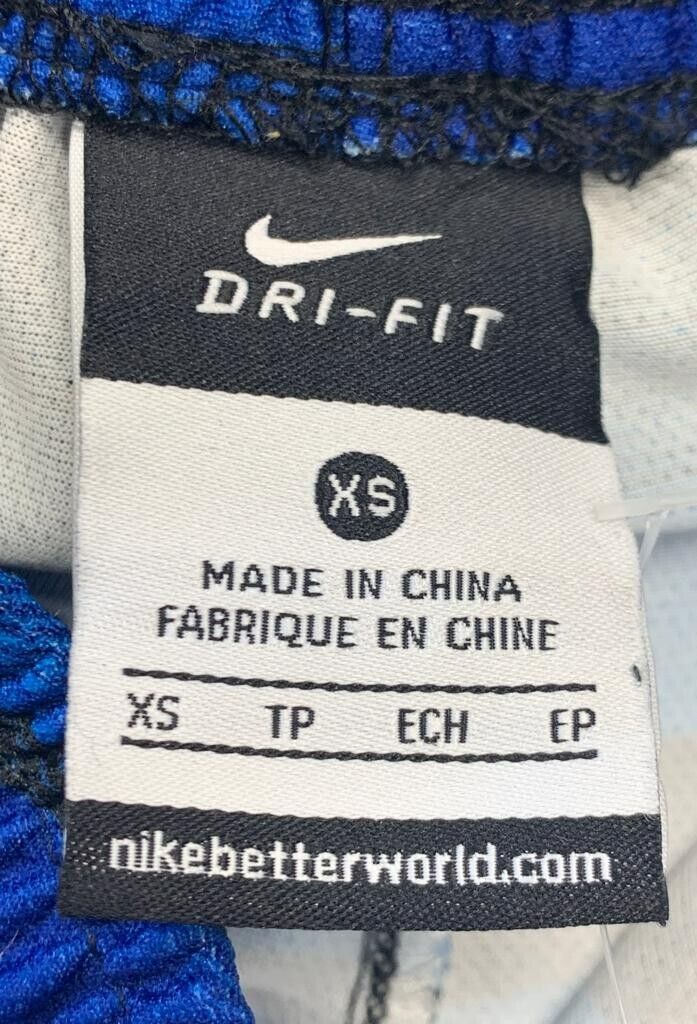 DRI-FIT
XS
MADE IN CHINA
FABRIQUE EN CHINE
XS TP ECH EP
nikebetterworld.com